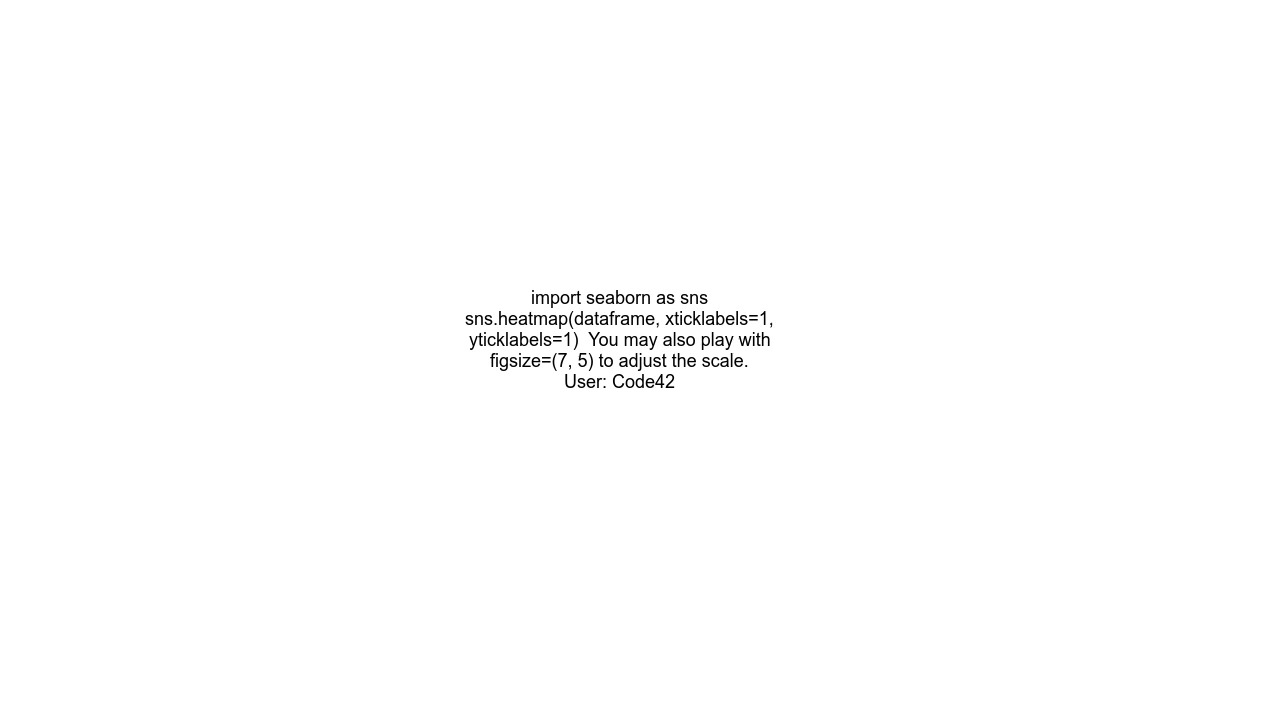 import seaborn as sns
sns.heatmap(dataframe, xticklabels=1,
yticklabels=1)  You may also play with
figsize=(7, 5) to adjust the scale.
User: Code42